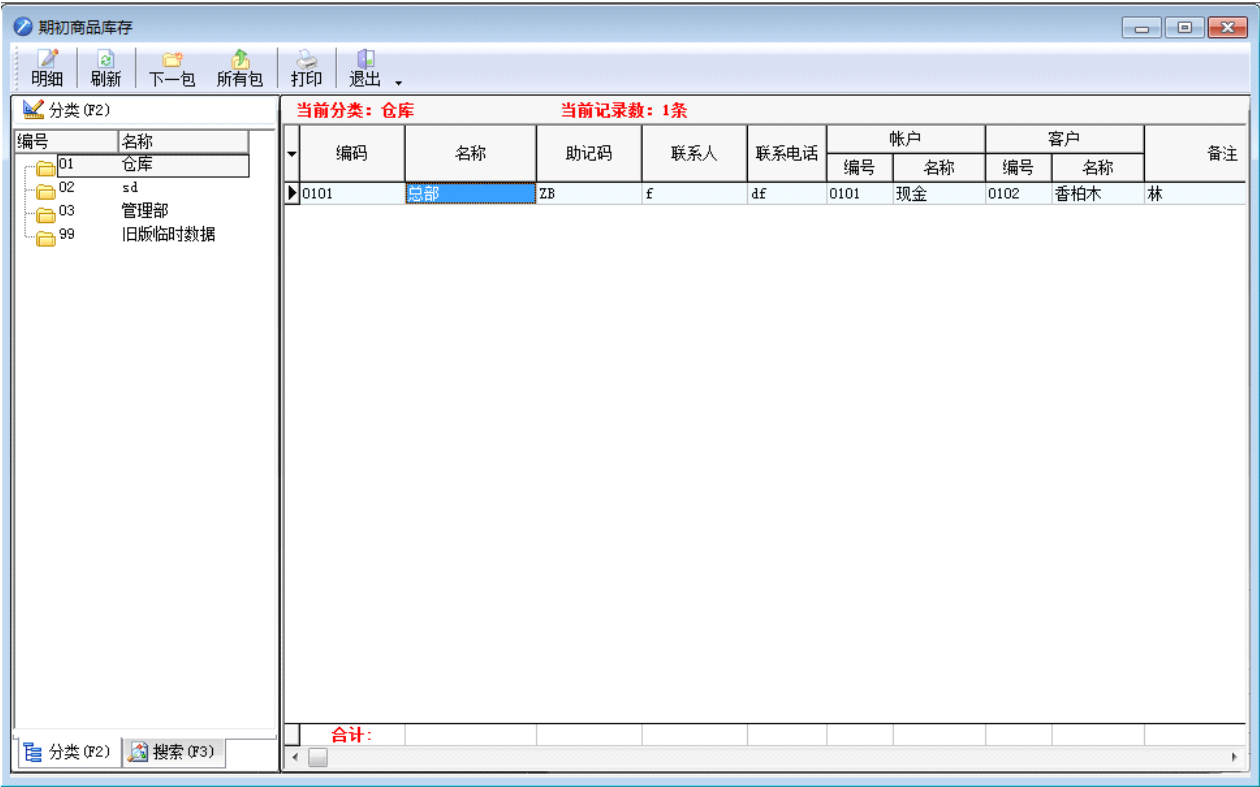 期初商品库存
明细 刷新 下一包 所有包 打印 退出
分类(F2) 当前分类：仓库 当前记录数：1条
编号 名称 编码 名称 助记码 联系人 联系电话 帐户 客户 备注
编号 名称 编号 名称
01 仓库
0101 总部 ZB f df 0101 现金 0102 香柏木 林
02 sd
03 管理部
99 旧版临时数据
合计：
分类(F2) 搜索(F3)